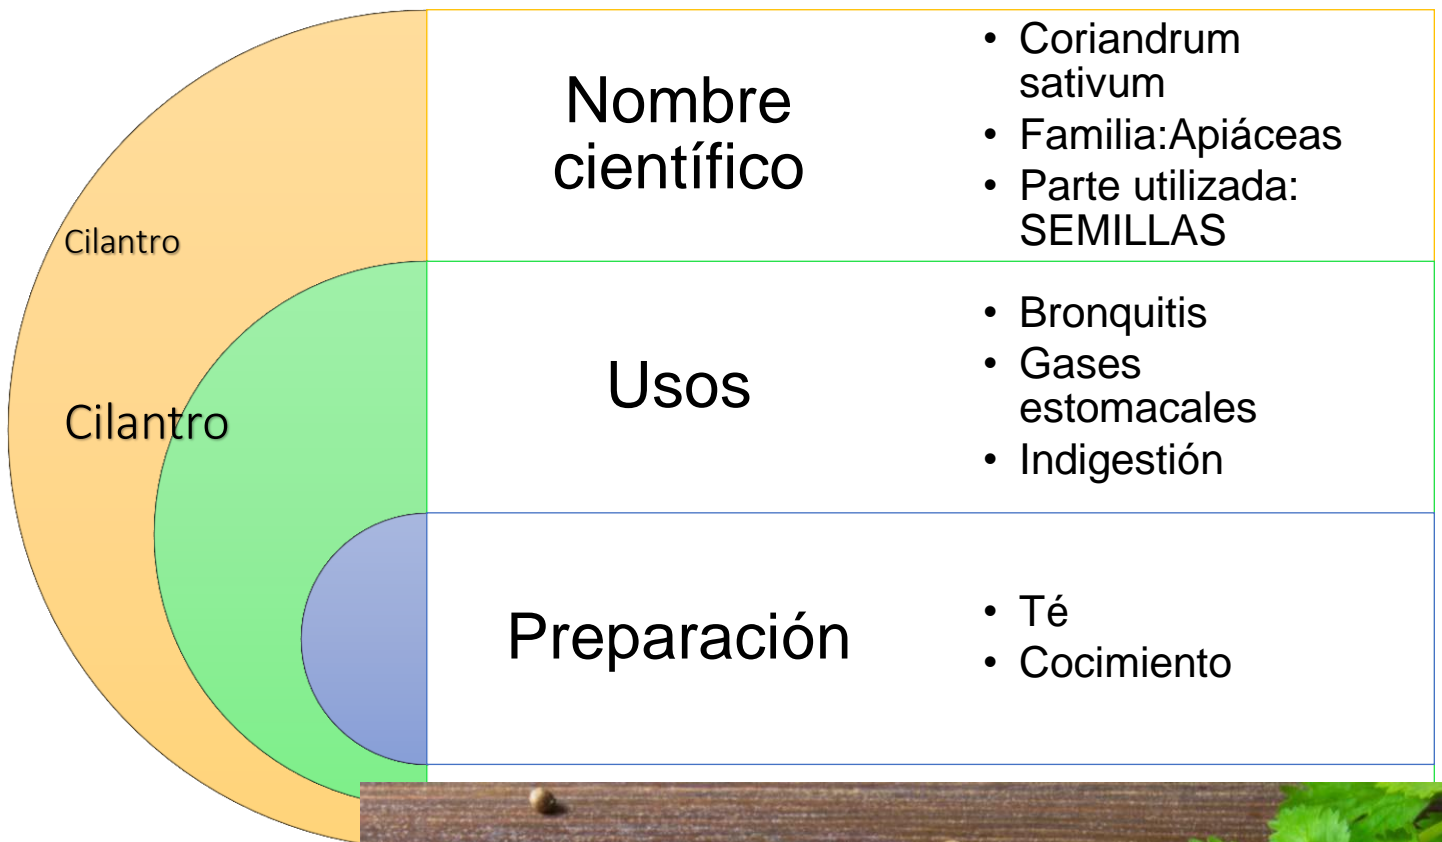 Cilantro
Cilantro
Nombre
científico
• Coriandrum
sativum
• Familia:Apiáceas
• Parte utilizada:
SEMILLAS
Usos
• Bronquitis
• Gases
estomacales
• Indigestión
Preparación
• Té
• Cocimiento